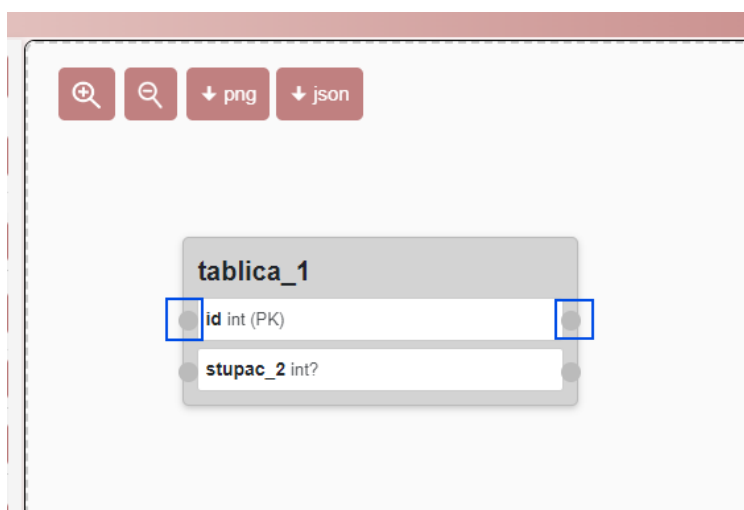 png json
tablica_1
id int (PK)
stupac_2 int?